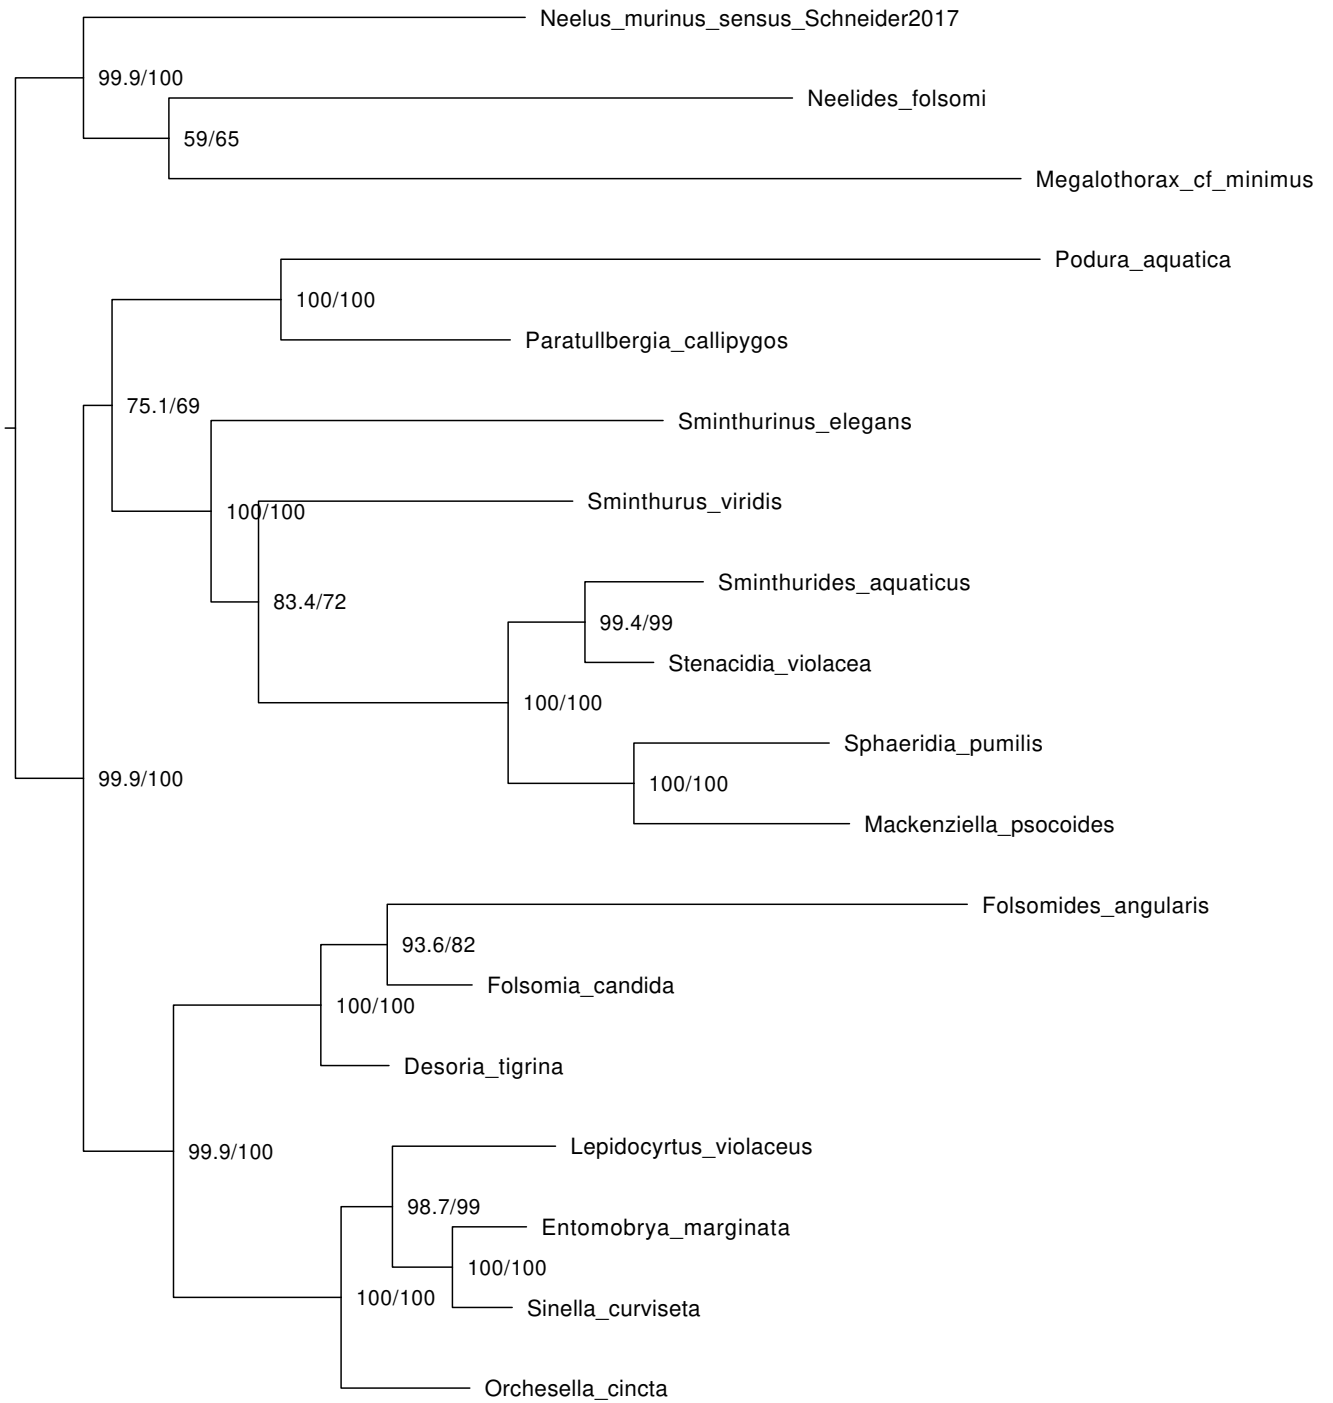 Neelus_murinus_sensus_Schneider2017
99.9/100
Neelides_folsomi
59/65
Megalothorax_cf_minimus
Podura_aquatica
100/100
Paratullbergia_callipygos
75.1/69
Sminthurinus_elegans
Sminthurus_viridis
100/100
Sminthurides_aquaticus
83.4/72
99.4/99
Stenacidia_violacea
100/100
Sphaeridia_pumilis
99.9/100
100/100
Mackenziella_psocoides
Folsomides_angularis
93.6/82
Folsomia_candida
100/100
Desoria_tigrina
Lepidocyrtus_violaceus
99.9/100
98.7/99
Entomobrya_marginata
100/100
100/100
Sinella_curviseta
Orchesella_cincta